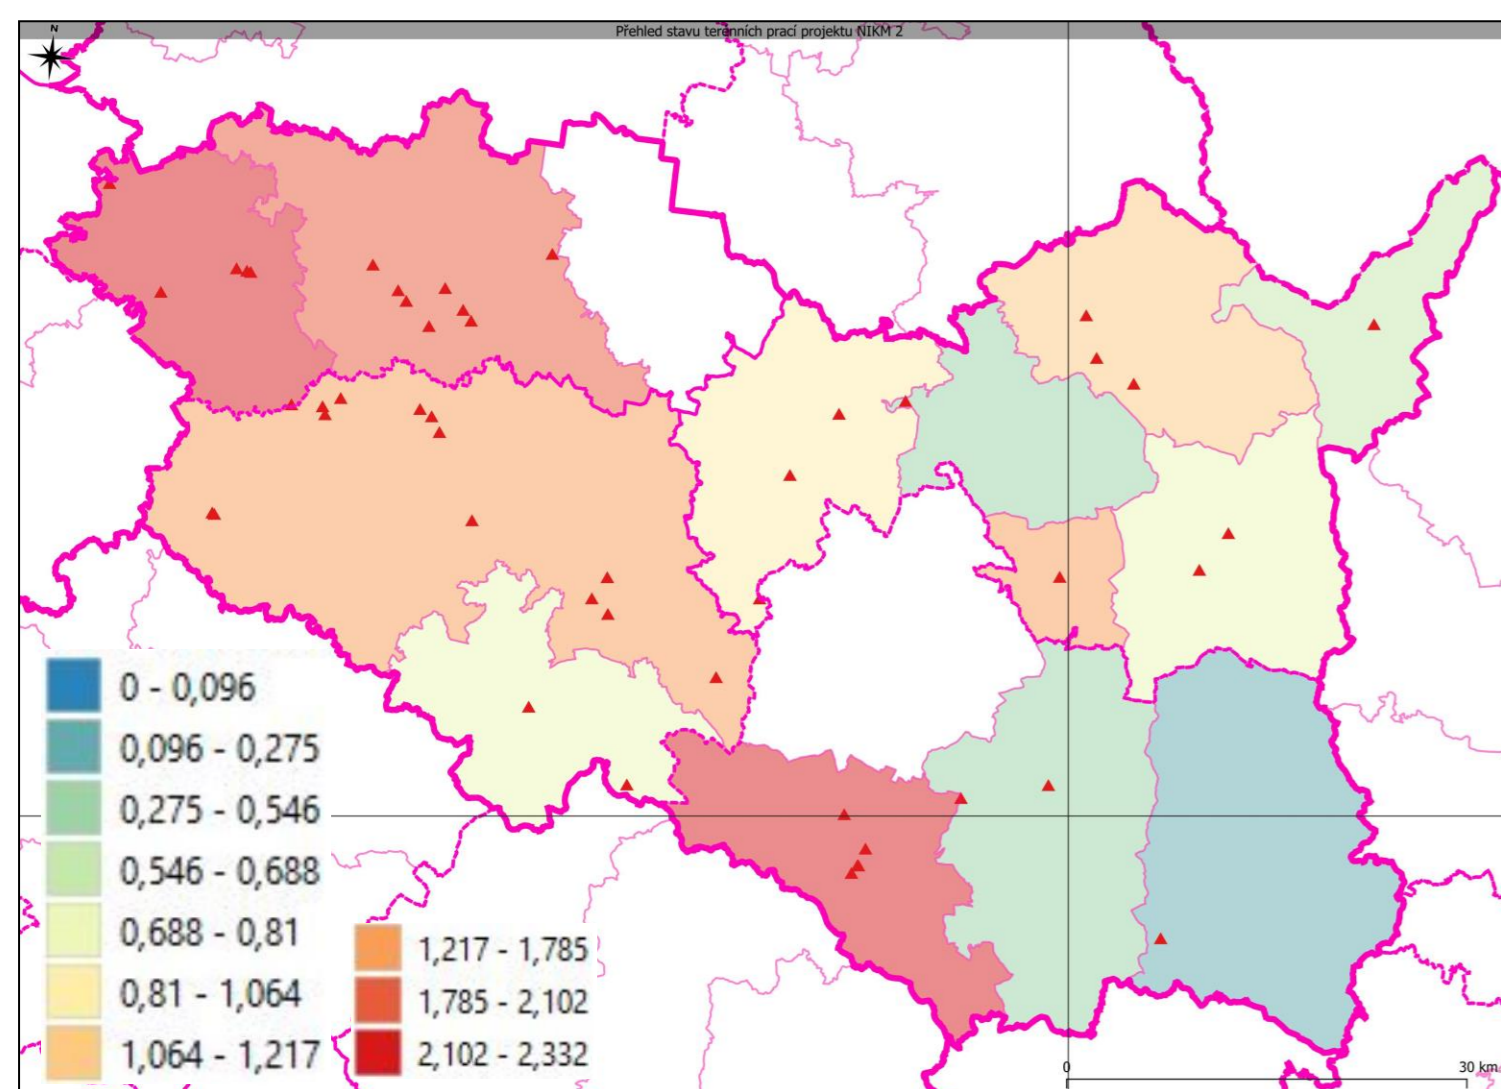 Přehled stavu terénních prací projektu NIKM 2
N
0 - 0,096
0,096 - 0,275
0,275 - 0,546
0,546 - 0,688
0,688 - 0,81
0,81 - 1,064
1,064 - 1,217
1,217 - 1,785
1,785 - 2,102
2,102 - 2,332
0
30 km